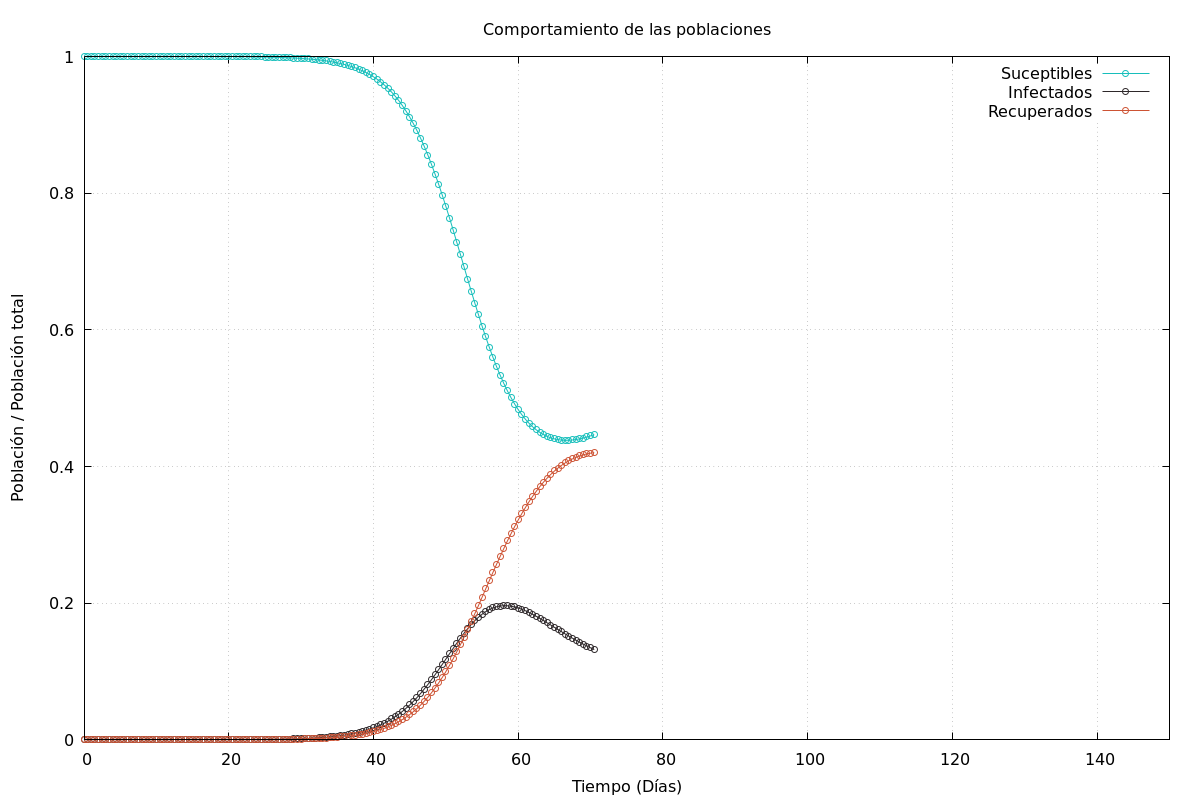 Comportamiento de las poblaciones
1
0.8
0.6
0.4
0.2
0
Población / Población total
Suceptibles
Infectados
Recuperados
0 20 40 60 80 100 120 140
Tiempo (Días)